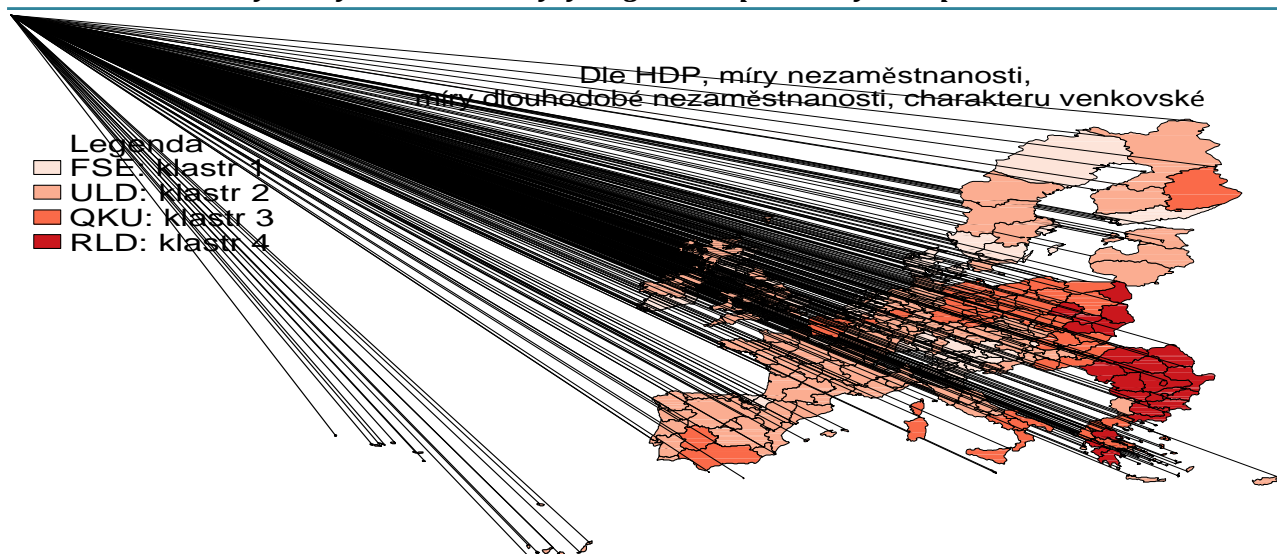 Dle HDP, míry nezaměstnanosti,
míry dlouhodobé nezaměstnanosti, charakteru venkovské
Legenda
FSE: klastr 1
ULD: klastr 2
QKU: klastr 3
RLD: klastr 4